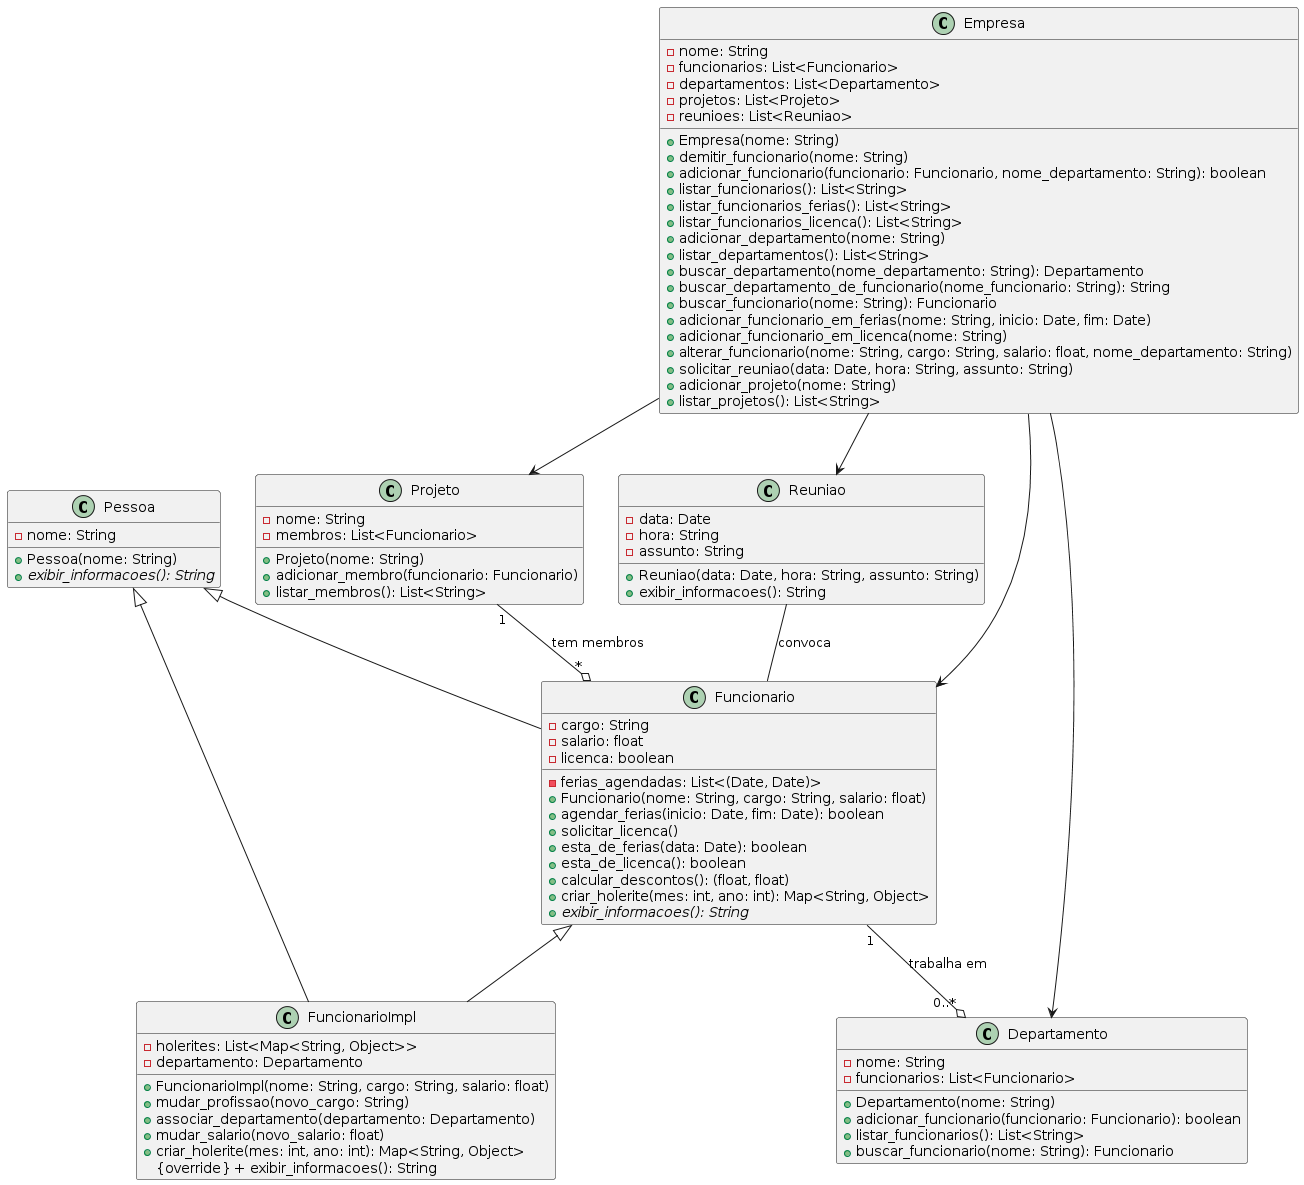 C Empresa
nome: String
funcionarios: List<Funcionario>
departamentos: List<Departamento>
projetos: List<Projeto>
reunioes: List<Reuniao>
Empresa(nome: String)
demitir_funcionario(nome: String)
adicionar_funcionario(funcionario: Funcionario, nome_departamento: String): boolean
listar_funcionarios(): List<String>
listar_funcionarios_ferias(): List<String>
listar_funcionarios_licenca(): List<String>
adicionar_departamento(nome: String)
listar_departamentos(): List<String>
buscar_departamento(nome_departamento: String): Departamento
buscar_departamento_de_funcionario(nome_funcionario: String): String
buscar_funcionario(nome: String): Funcionario
adicionar_funcionario_em_ferias(nome: String, inicio: Date, fim: Date)
adicionar_funcionario_em_licenca(nome: String)
alterar_funcionario(nome: String, cargo: String, salario: float, nome_departamento: String)
solicitar_reuniao(data: Date, hora: String, assunto: String)
adicionar_projeto(nome: String)
listar_projetos(): List<String>
C Pessoa
nome: String
Pessoa(nome: String)
exibir_informacoes(): String
C Projeto
nome: String
membros: List<Funcionario>
Projeto(nome: String)
adicionar_membro(funcionario: Funcionario)
listar_membros(): List<String>
C Reuniao
data: Date
hora: String
assunto: String
Reuniao(data: Date, hora: String, assunto: String)
exibir_informacoes(): String
1
tem membros
*
convoca
C Funcionario
cargo: String
salario: float
licenca: boolean
ferias_agendadas: List<(Date, Date)>
Funcionario(nome: String, cargo: String, salario: float)
agendar_ferias(inicio: Date, fim: Date): boolean
solicitar_licenca()
esta_de_ferias(data: Date): boolean
esta_de_licenca(): boolean
calcular_descontos(): (float, float)
criar_holerite(mes: int, ano: int): Map<String, Object>
exibir_informacoes(): String
1
trabalha em
0..*
C FuncionarioImpl
holerites: List<Map<String, Object>>
departamento: Departamento
FuncionarioImpl(nome: String, cargo: String, salario: float)
mudar_profissao(novo_cargo: String)
associar_departamento(departamento: Departamento)
mudar_salario(novo_salario: float)
criar_holerite(mes: int, ano: int): Map<String, Object>
{override} + exibir_informacoes(): String
C Departamento
nome: String
funcionarios: List<Funcionario>
Departamento(nome: String)
adicionar_funcionario(funcionario: Funcionario): boolean
listar_funcionarios(): List<String>
buscar_funcionario(nome: String): Funcionario